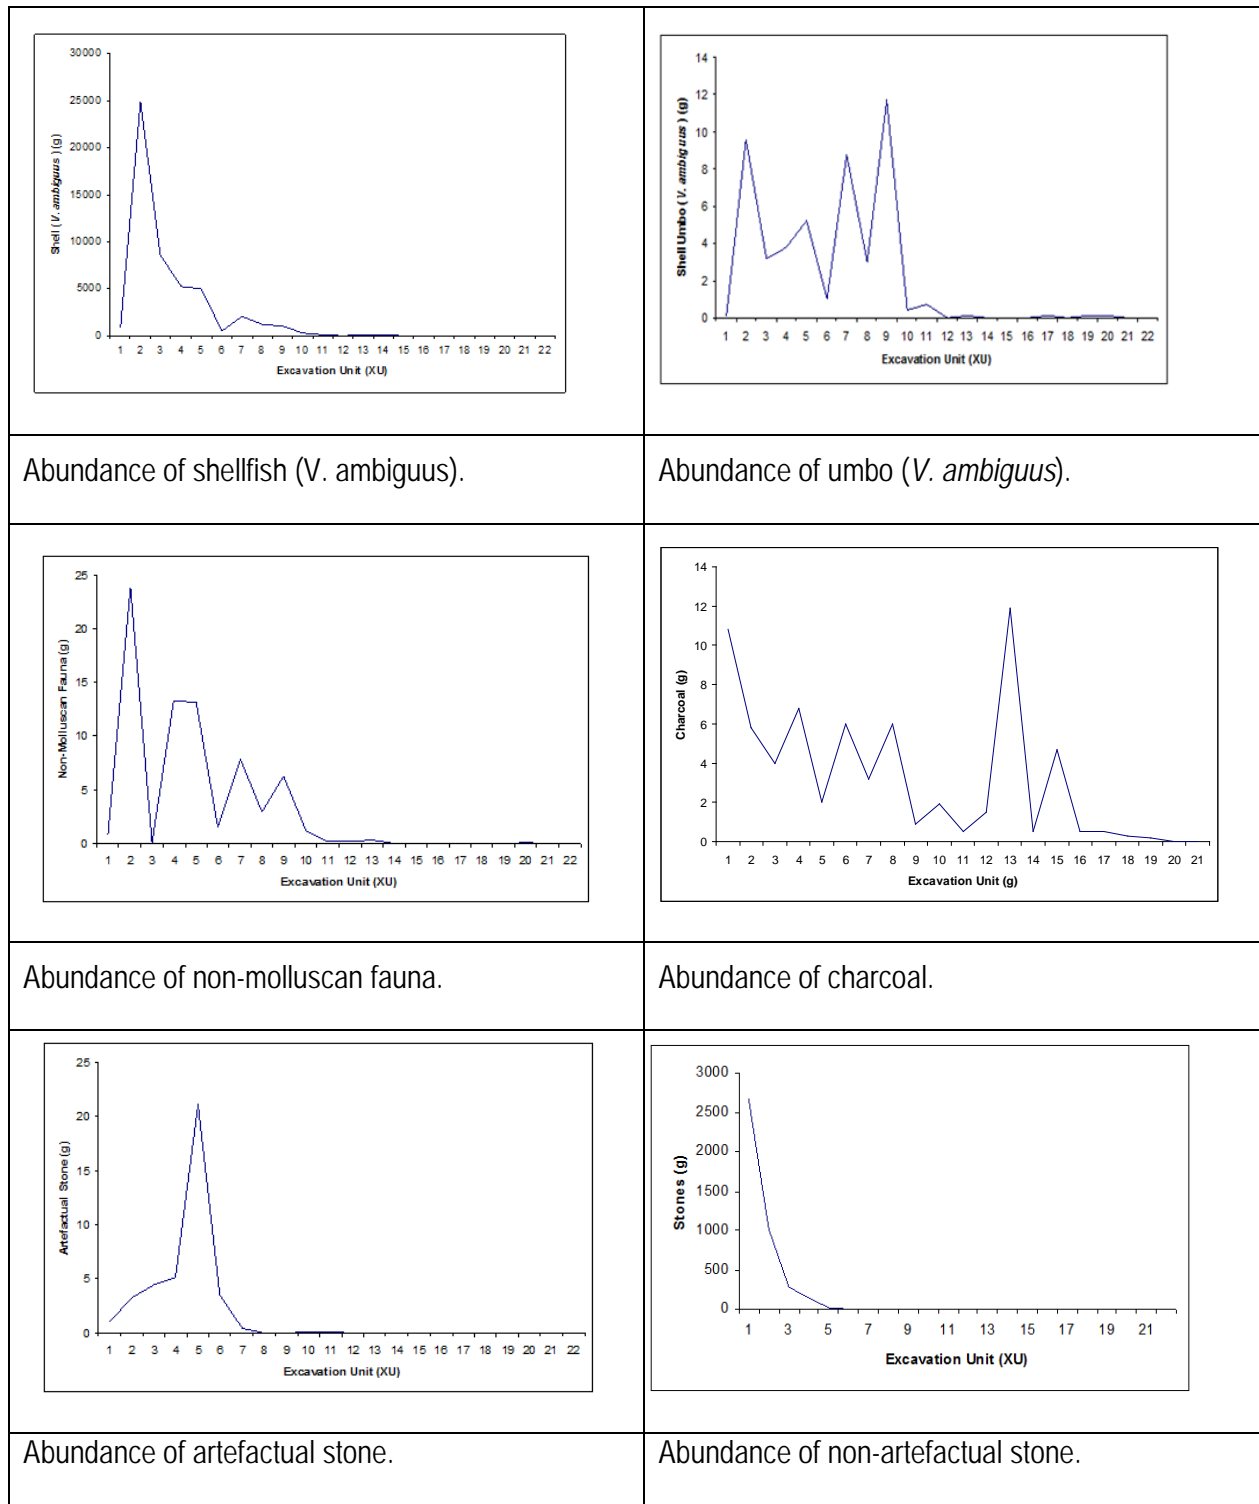 30000
25000
20000
15000
10000
5000
0
Shell (V. ambiguus) (g)
1 2 3 4 5 6 7 8 9 10 11 12 13 14 15 16 17 18 19 20 21 22
Excavation Unit (XU)
14
12
10
8
6
4
2
0
Shell Umbo (V. ambiguus) (g)
1 2 3 4 5 6 7 8 9 10 11 12 13 14 15 16 17 18 19 20 21 22
Excavation Unit (XU)
Abundance of shellfish (V. ambiguus).
Abundance of umbo (V. ambiguus).
25
20
15
10
5
0
Non-Molluscan Fauna (g)
1 2 3 4 5 6 7 8 9 10 11 12 13 14 15 16 17 18 19 20 21 22
Excavation Unit (XU)
14
12
10
8
6
4
2
0
Charcoal (g)
1 2 3 4 5 6 7 8 9 10 11 12 13 14 15 16 17 18 19 20 21
Excavation Unit (g)
Abundance of non-molluscan fauna.
Abundance of charcoal.
25
20
15
10
5
0
Artefactual Stone (g)
1 2 3 4 5 6 7 8 9 10 11 12 13 14 15 16 17 18 19 20 21 22
Excavation Unit (XU)
3000
2500
2000
1500
1000
500
0
Stones (g)
1 3 5 7 9 11 13 15 17 19 21
Excavation Unit (XU)
Abundance of artefactual stone.
Abundance of non-artefactual stone.